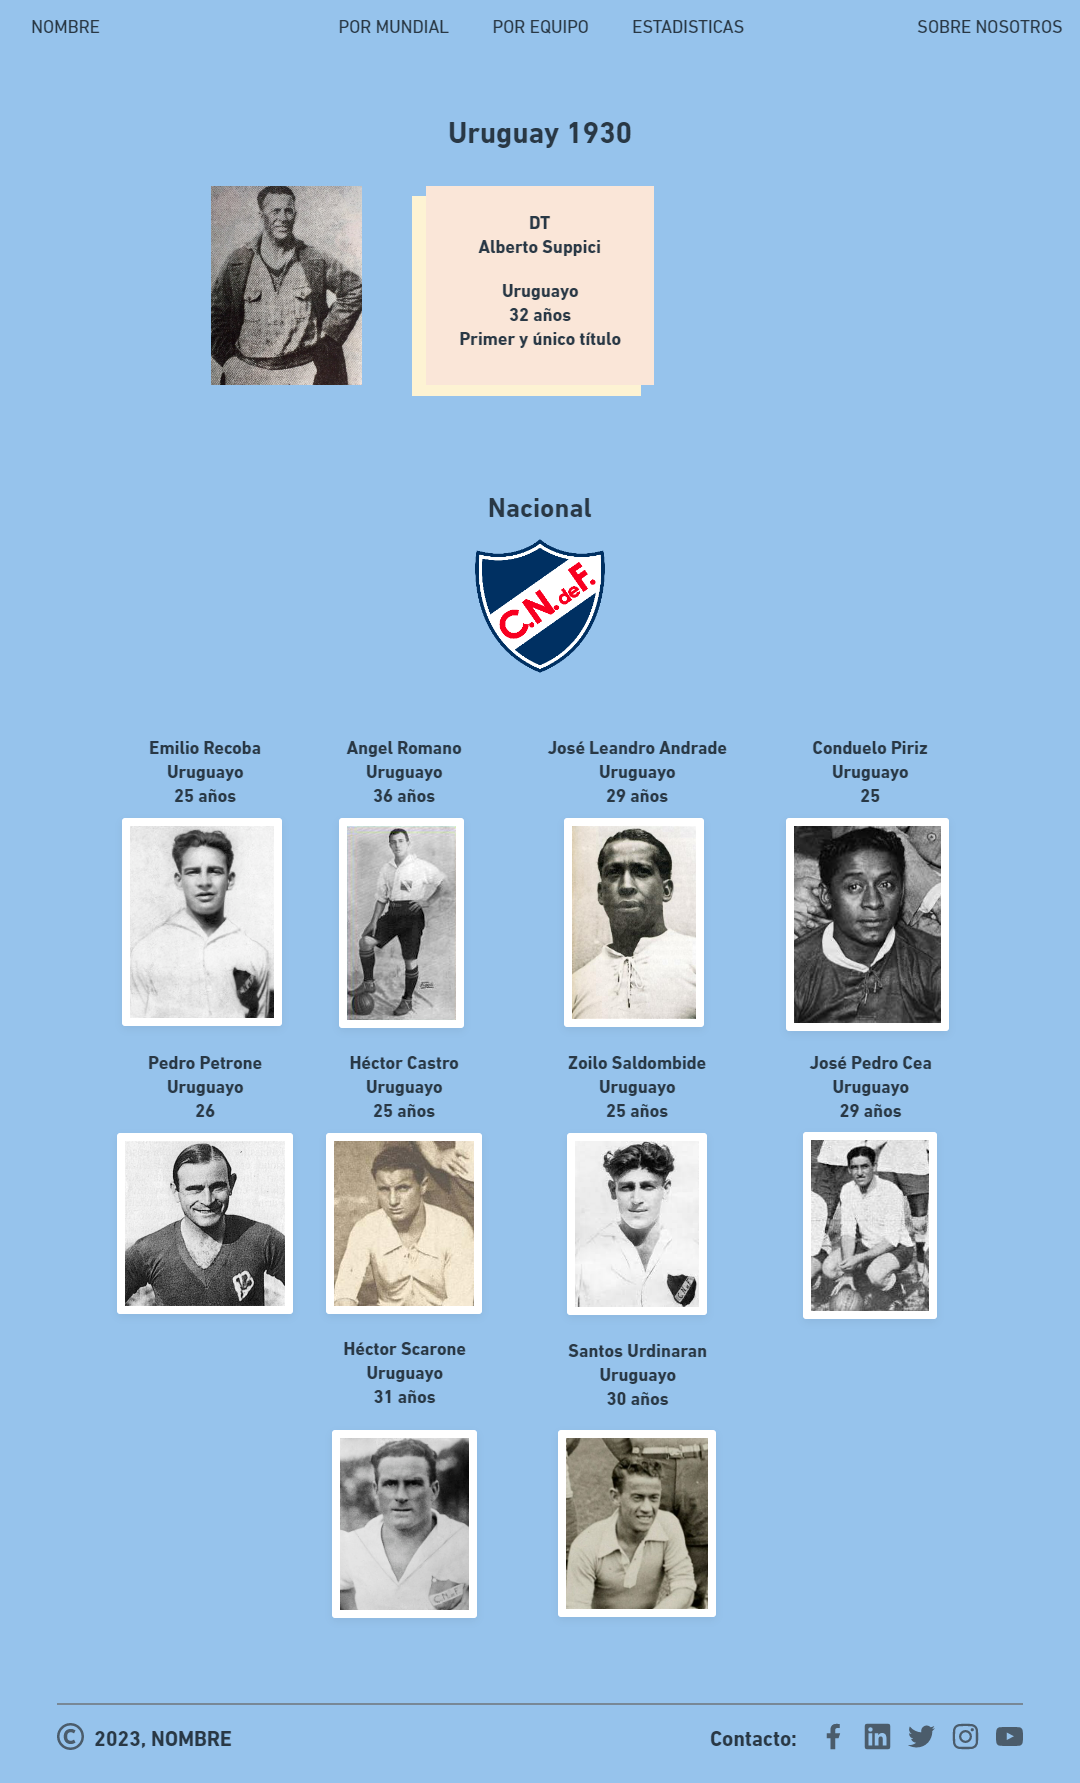 NOMBRE
POR MUNDIAL
POR EQUIPO
ESTADISTICAS
SOBRE NOSOTROS
Uruguay 1930
DT
Alberto Suppici
Uruguayo
32 años
Primer y único título
Nacional
C.N.deF.
Emilio Recoba
Uruguayo
25 años
Angel Romano
Uruguayo
36 años
José Leandro Andrade
Uruguayo
29 años
Conduelo Piriz
Uruguayo
25
Pedro Petrone
Uruguayo
26
Héctor Castro
Uruguayo
25 años
Zoilo Saldombide
Uruguayo
25 años
José Pedro Cea
Uruguayo
29 años
Héctor Scarone
Uruguayo
31 años
Santos Urdinaran
Uruguayo
30 años
C.N.deF.
© 2023, NOMBRE
Contacto: